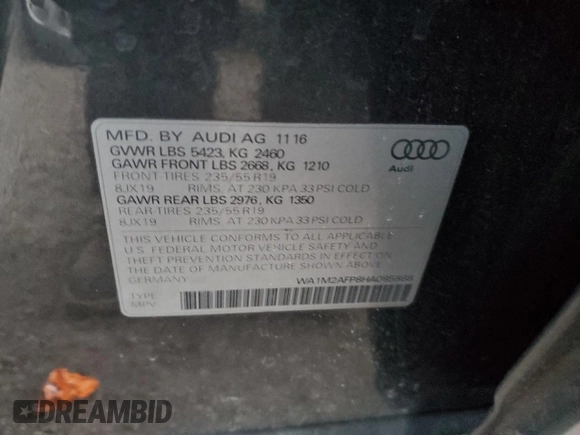 MFD. BY AUDI AG 11 16
GVWR LBS 5423, KG 2460
GAWR FRONT LBS 2668, KG 1210
FRONT-TIRES 235/55 R19
8JX19 RIMS. AT 230 KPA 33 PSI COLD
GAWR REAR LBS 2976, KG 1350
REAR-TIRES 235/55 R19
8JX19 RIMS. AT 230 KPA 33 PSI COLD
THIS VEHICLE CONFORMS TO ALL APPLICABLE
U.S. FEDERAL MOTOR VEHICLE SAFETY AND
THEFT PREVENTION STANDARDS IN EFFECT ON
THE DATE OF MANUFACTURE SHOWN ABOVE
GERMANY
TYPE:
MPV
Audi
DREAMBID